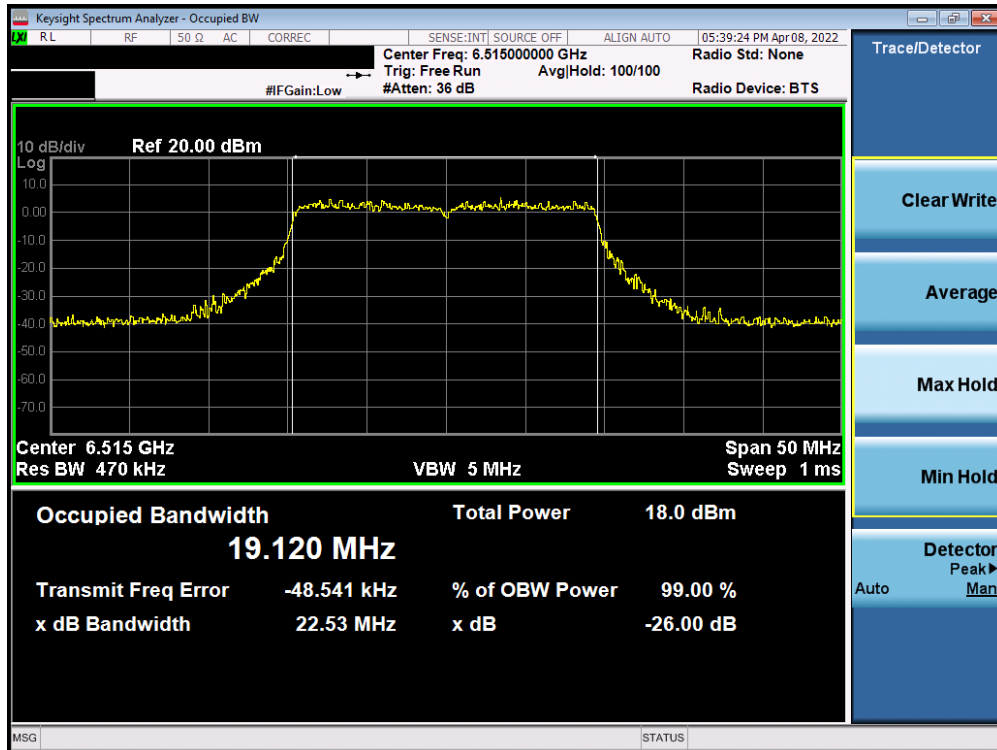 Keysight Spectrum Analyzer - Occupied BW
LXI RL RF 50 Ω AC CORREC SENSE:INT SOURCE OFF ALIGN AUTO 05:39:24 PM Apr 08, 2022
Center Freq: 6.515000000 GHz Radio Std: None
Trig: Free Run Avg|Hold: 100/100
#IFGain:Low #Atten: 36 dB Radio Device: BTS
Trace/Detector
10 dB/div Ref 20.00 dBm
Log
10.0
0.00
-10.0
-20.0
-30.0
-40.0
-50.0
-60.0
-70.0
Center 6.515 GHz Span 50 MHz
Res BW 470 kHz VBW 5 MHz Sweep 1 ms
Occupied Bandwidth Total Power 18.0 dBm
19.120 MHz
Transmit Freq Error -48.541 kHz % of OBW Power 99.00 %
x dB Bandwidth 22.53 MHz x dB -26.00 dB
Clear Write
Average
Max Hold
Min Hold
Detector
Peak▶
Auto Man
MSG STATUS